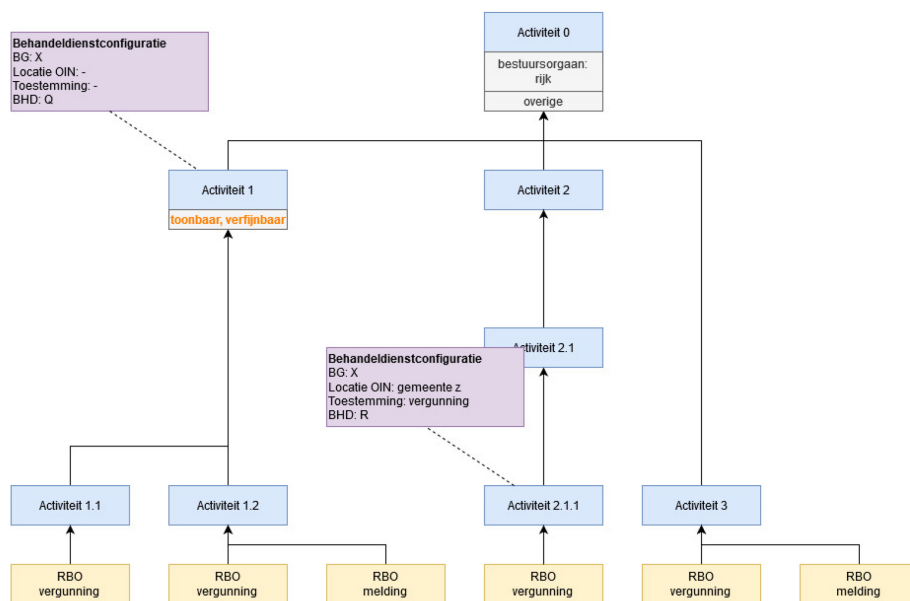 Behandeldienstconfiguratie
BG: X
Locatie OIN: -
Toestemming: -
BHD: Q
Activiteit 0
bestuursorgaan:
rijk
overige
Activiteit 1
toonbaar, verfijnbaar
Activiteit 2
Activiteit 2.1
Behandeldienstconfiguratie
BG: X
Locatie OIN: gemeente z
Toestemming: vergunning
BHD: R
Activiteit 1.1
Activiteit 1.2
Activiteit 2.1.1
Activiteit 3
RBO
vergunning
RBO
vergunning
RBO
melding
RBO
vergunning
RBO
vergunning
RBO
melding